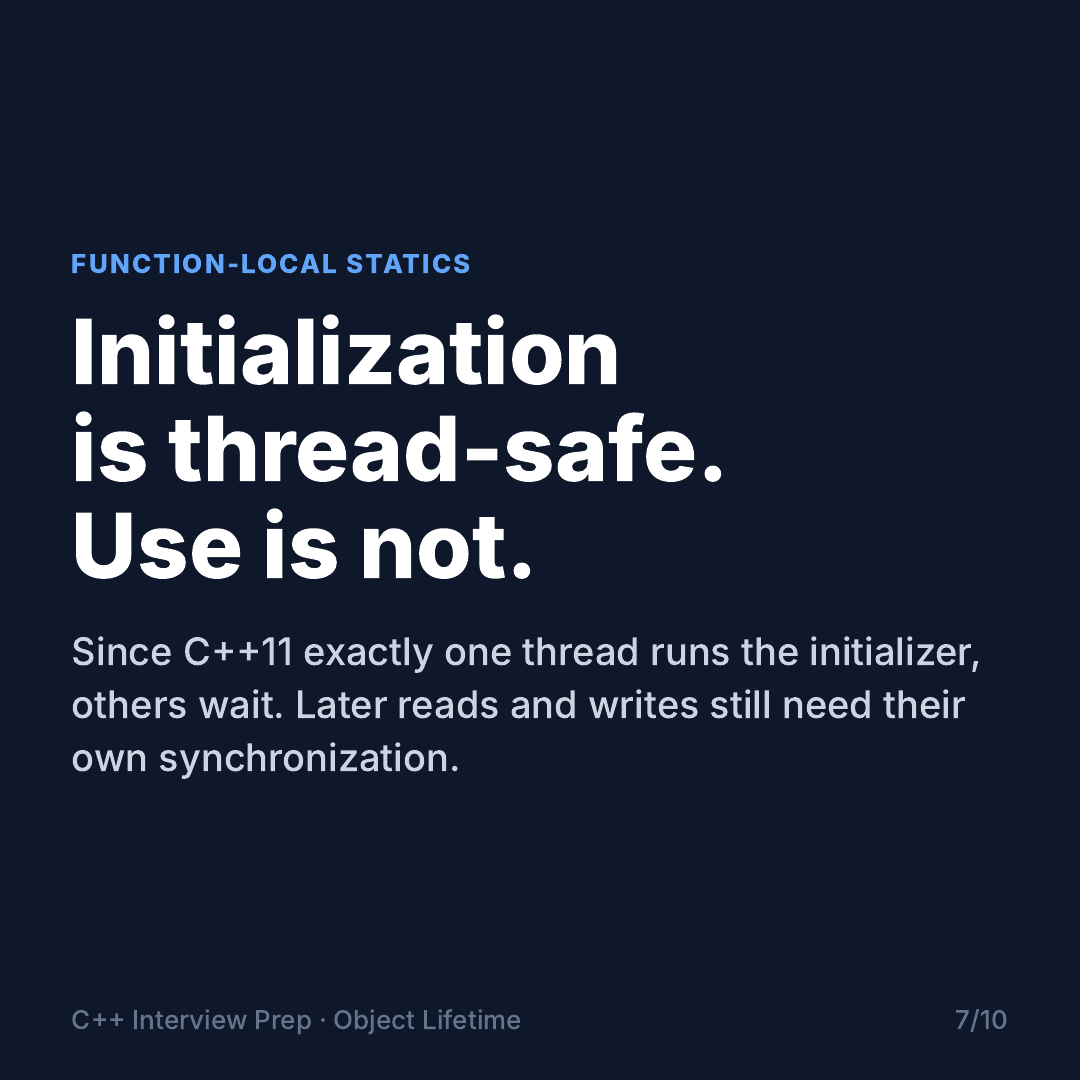 FUNCTION-LOCAL STATICS
Initialization
is thread-safe.
Use is not.
Since C++11 exactly one thread runs the initializer,
others wait. Later reads and writes still need their
own synchronization.
C++ Interview Prep · Object Lifetime
7/10